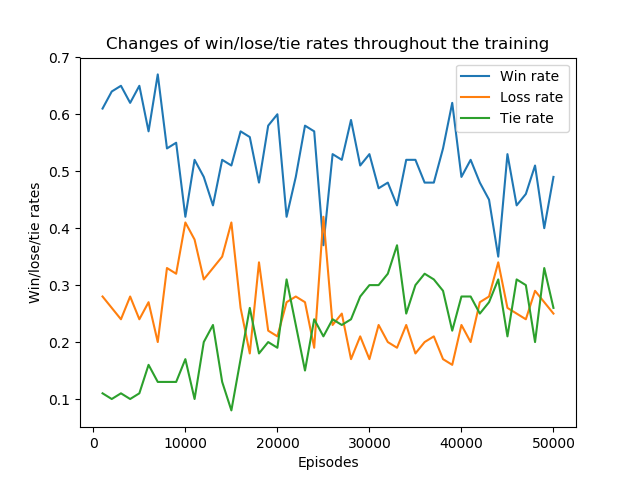 Changes of win/lose/tie rates throughout the training
Win/lose/tie rates
0.7
0.6
0.5
0.4
0.3
0.2
0.1
Win rate
Loss rate
Tie rate
0 10000 20000 30000 40000 50000
Episodes